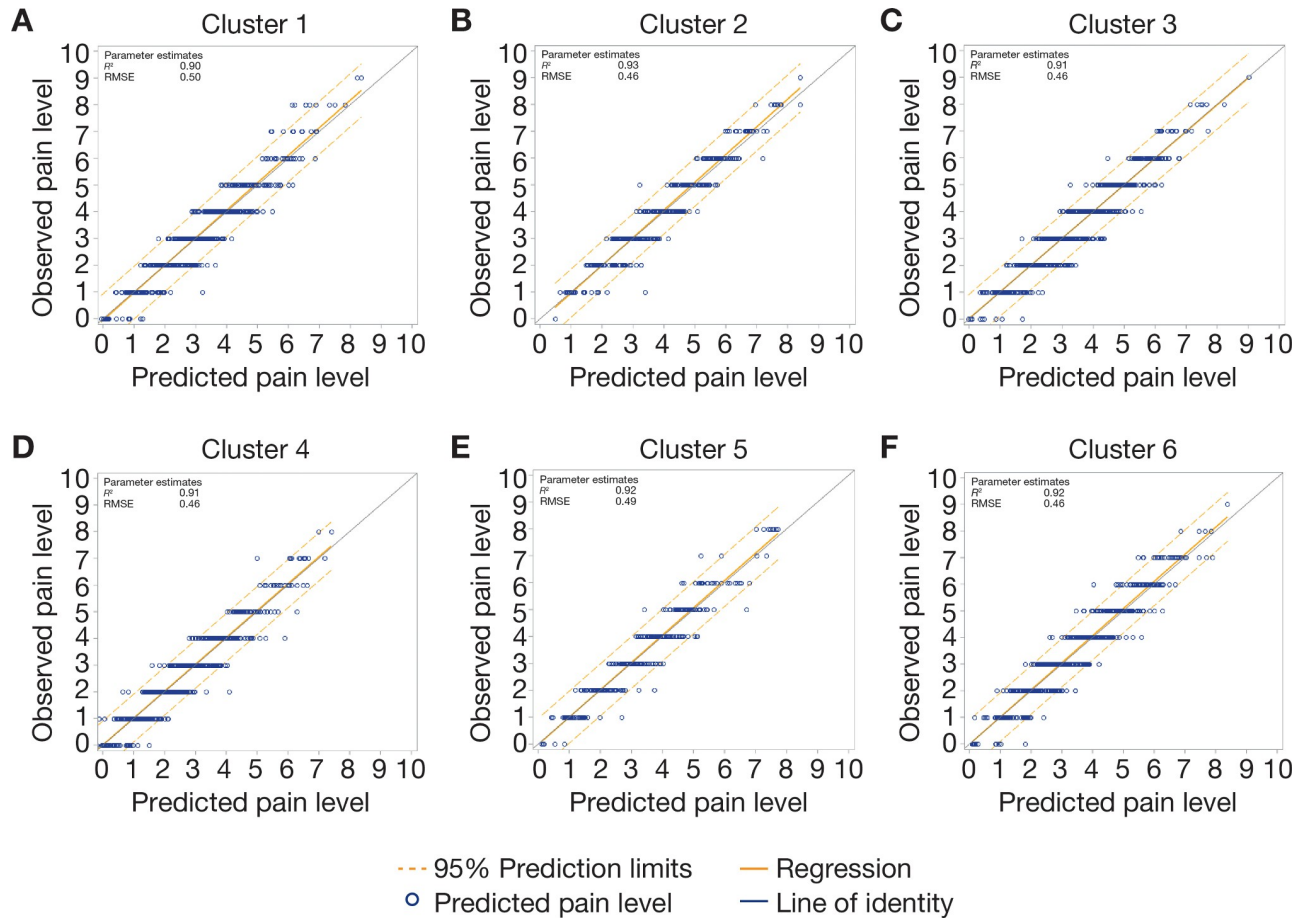 A
Cluster 1
Parameter estimates
R² 0.90
RMSE 0.50
Observed pain level
10
9
8
7
6
5
4
3
2
1
0
0 1 2 3 4 5 6 7 8 9 10
Predicted pain level
B
Cluster 2
Parameter estimates
R² 0.93
RMSE 0.46
Observed pain level
10
9
8
7
6
5
4
3
2
1
0
0 1 2 3 4 5 6 7 8 9 10
Predicted pain level
C
Cluster 3
Parameter estimates
R² 0.91
RMSE 0.46
Observed pain level
10
9
8
7
6
5
4
3
2
1
0
0 1 2 3 4 5 6 7 8 9 10
Predicted pain level
D
Cluster 4
Parameter estimates
R² 0.91
RMSE 0.46
Observed pain level
10
9
8
7
6
5
4
3
2
1
0
0 1 2 3 4 5 6 7 8 9 10
Predicted pain level
E
Cluster 5
Parameter estimates
R² 0.92
RMSE 0.49
Observed pain level
10
9
8
7
6
5
4
3
2
1
0
0 1 2 3 4 5 6 7 8 9 10
Predicted pain level
F
Cluster 6
Parameter estimates
R² 0.92
RMSE 0.46
Observed pain level
10
9
8
7
6
5
4
3
2
1
0
0 1 2 3 4 5 6 7 8 9 10
Predicted pain level
95% Prediction limits
Regression
Predicted pain level
Line of identity